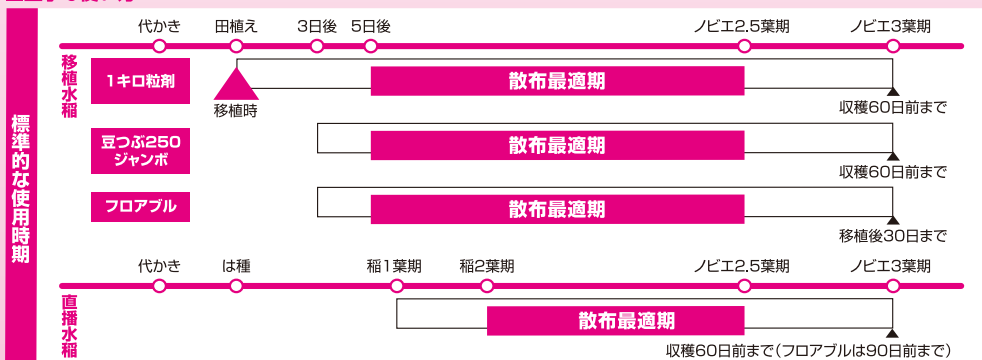 標準的な使用時期
移植水稲
代かき 田植え 3日後 5日後 ノビエ2.5葉期 ノビエ3葉期
1キロ粒剤
移植時
散布最適期
収穫60日前まで
豆つぶ250
ジャンボ
散布最適期
収穫60日前まで
フロアブル
散布最適期
移植後30日まで
直播水稲
代かき は種 稲1葉期 稲2葉期 ノビエ2.5葉期 ノビエ3葉期
散布最適期
収穫60日前まで(フロアブルは90日前まで)